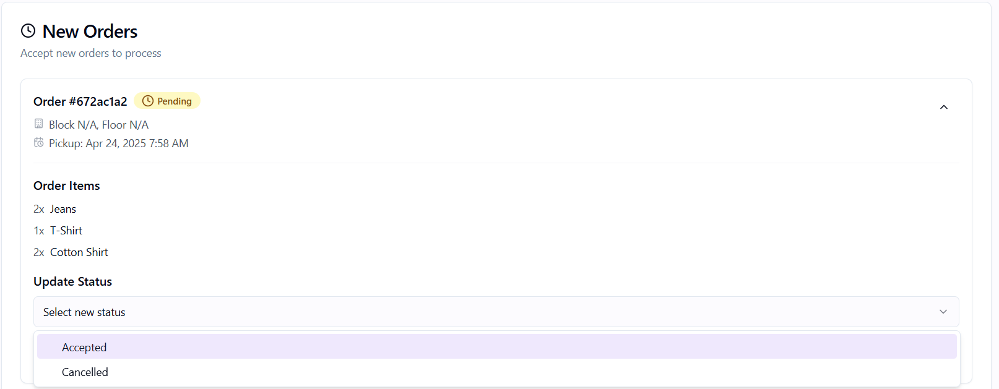 New Orders
Accept new orders to process
Order #672ac1a2 Pending
Block N/A, Floor N/A
Pickup: Apr 24, 2025 7:58 AM
Order Items
2x Jeans
1x T-Shirt
2x Cotton Shirt
Update Status
Select new status
Accepted
Cancelled